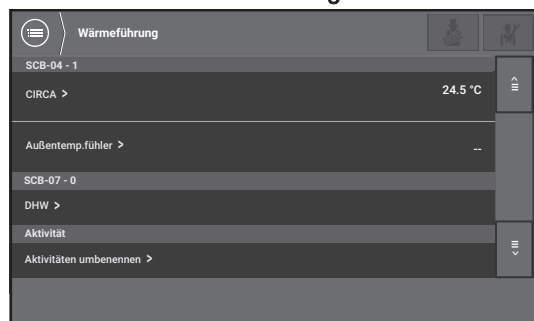 Wärmeführung
SCB-04 - 1
CIRCA > 24.5 °C
Außentemp.fühler > --
SCB-07 - 0
DHW >
Aktivität
Aktivitäten umbenennen >